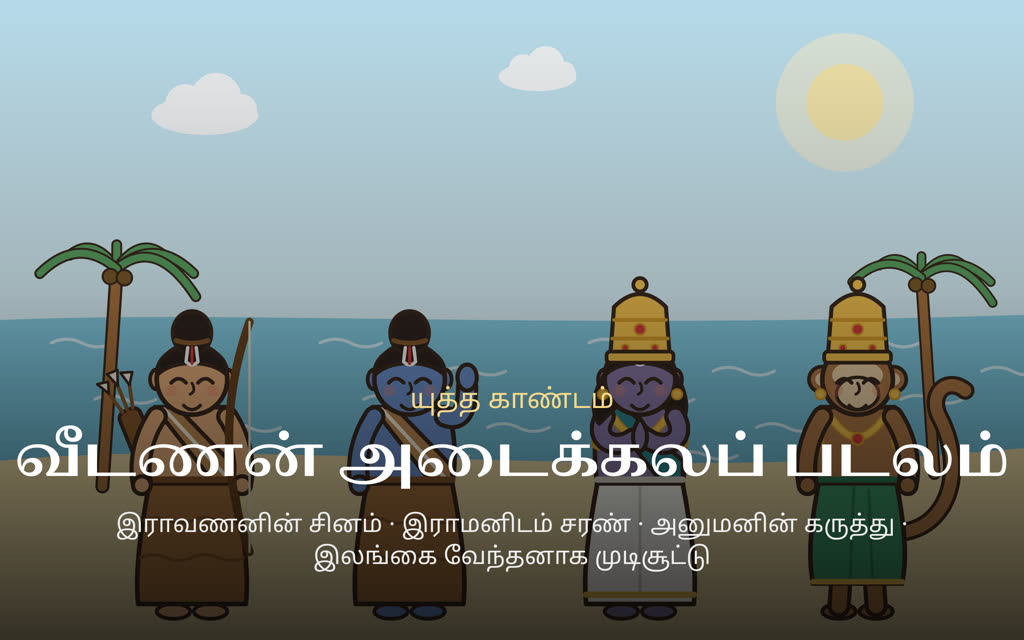 யுத்த காண்டம்
வீடணன் அடைக்கலப் படலம்
இராவணனின் சினம் · இராமனிடம் சரண் · அனுமனின் கருத்து ·
இலங்கை வேந்தனாக முடிசூட்டு